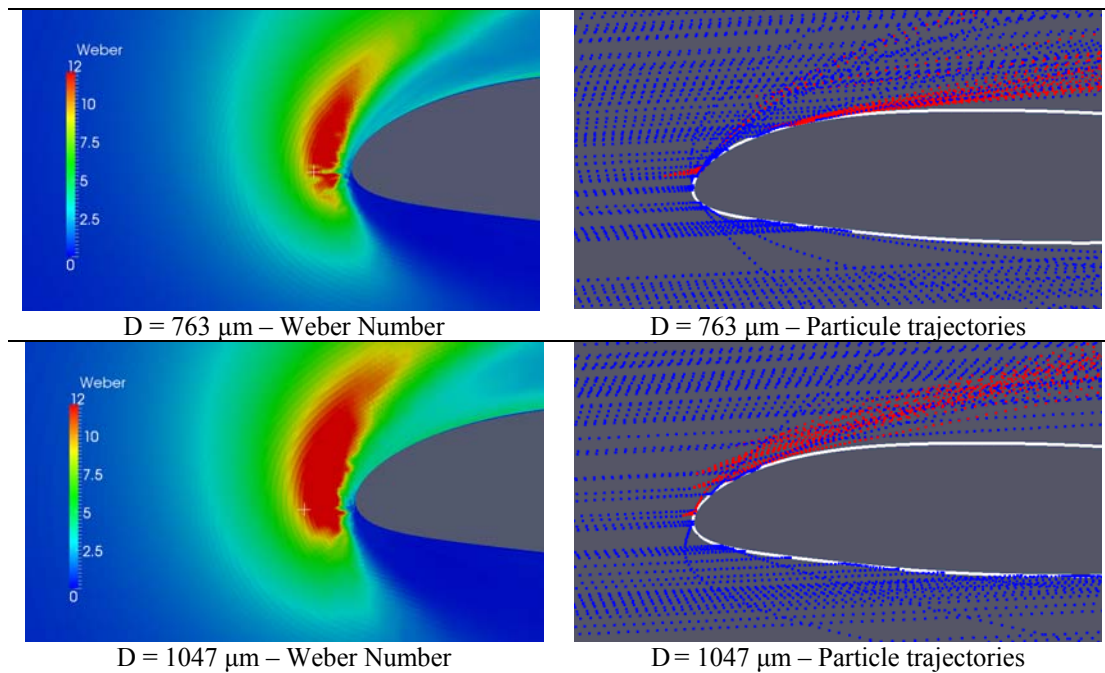 Weber
12
10
7.5
5
2.5
0
D = 763 μm – Weber Number
D = 763 μm – Particule trajectories
Weber
12
10
7.5
5
2.5
0
D = 1047 μm – Weber Number
D = 1047 μm – Particle trajectories